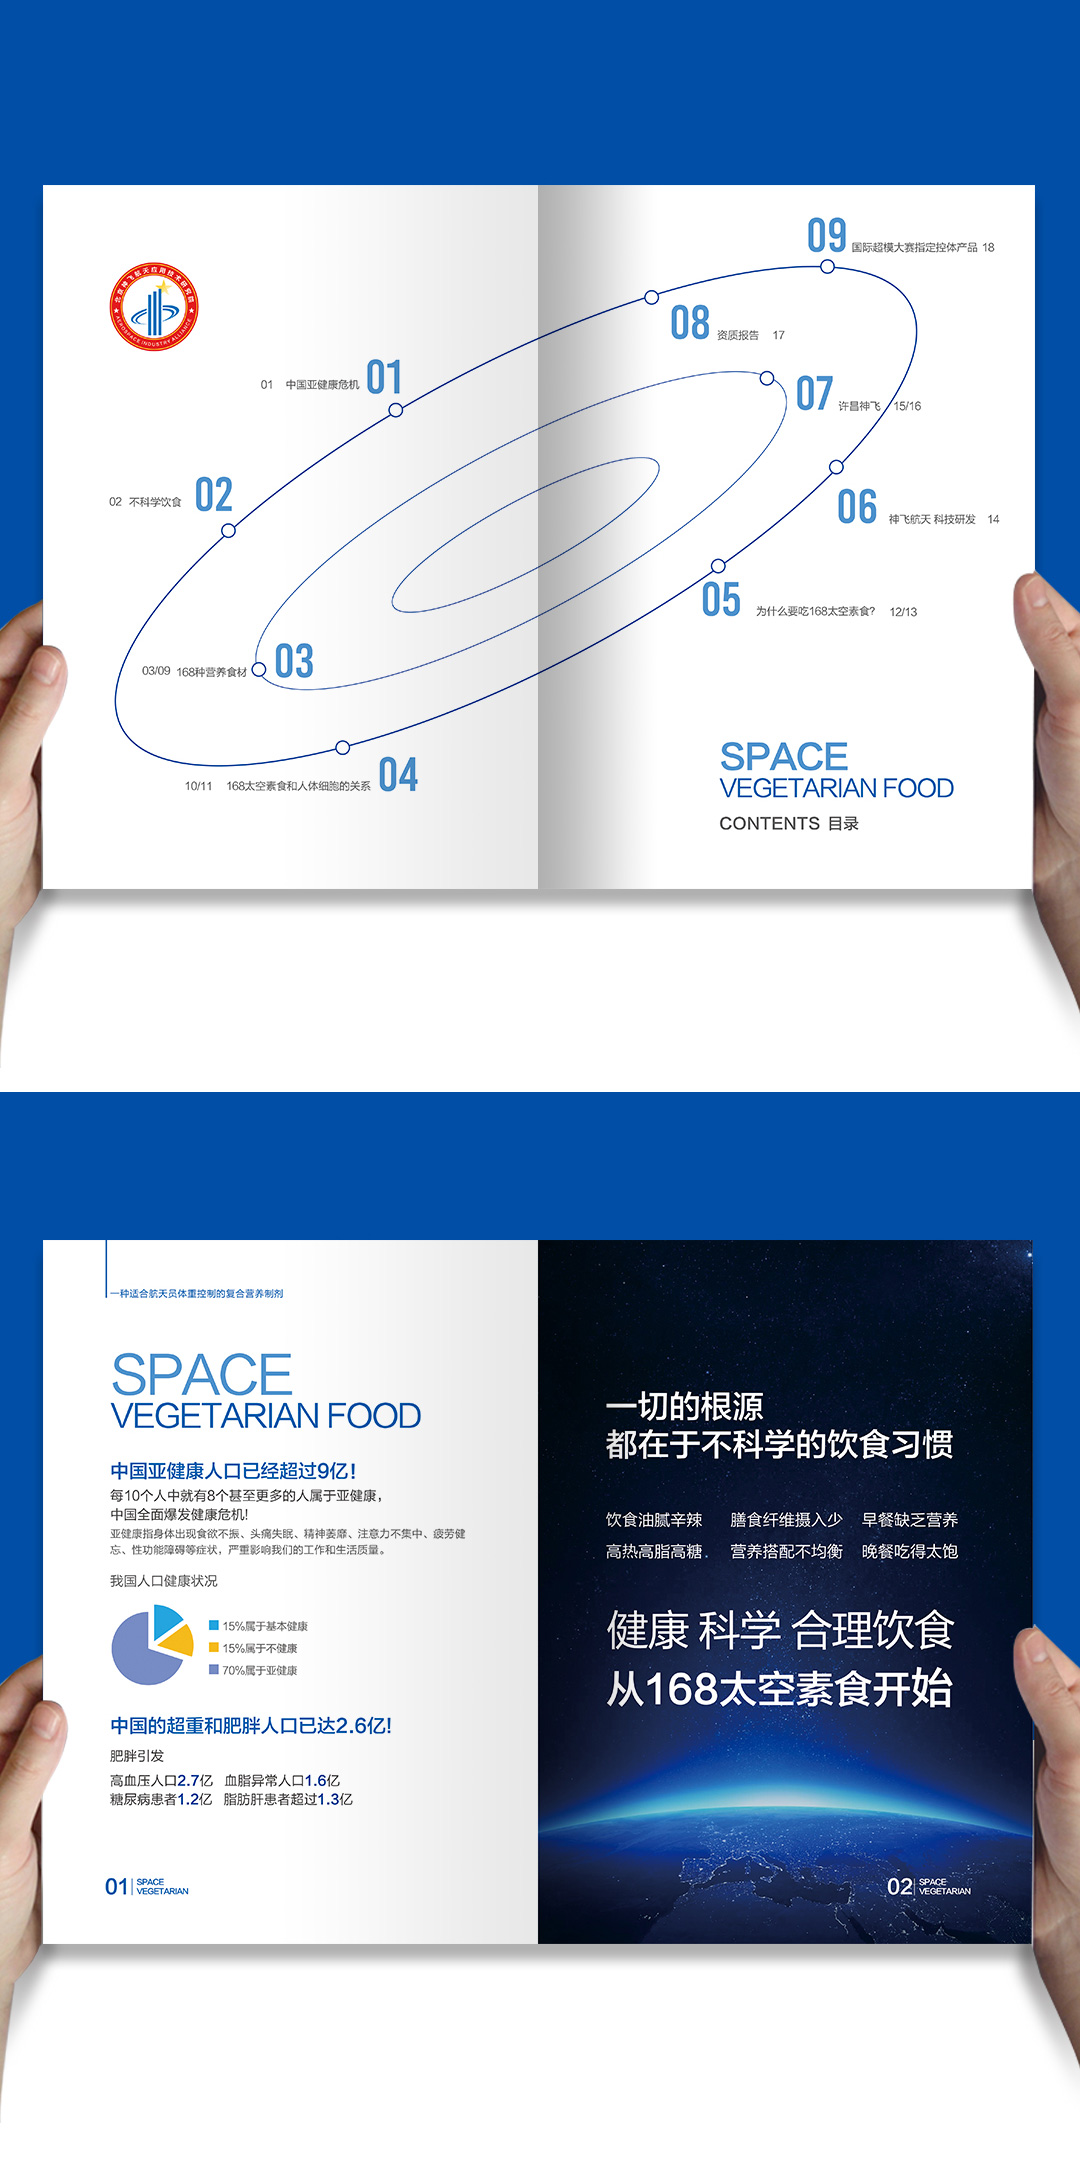 北京神飞航天应用技术研究院
AEROSPACE INDUSTRY ALLIANCE
09 国际超模大赛指定控体产品 18
08 资质报告 17
01 中国亚健康危机 01
07 许昌神飞 15/16
02 不科学饮食 02
06 神飞航天 科技研发 14
05 为什么要吃168太空素食? 12/13
03/09 168种营养食材 03
10/11 168太空素食和人体细胞的关系 04
SPACE
VEGETARIAN FOOD
CONTENTS 目录
一种适合航天员体重控制的复合营养制剂
SPACE
VEGETARIAN FOOD
中国亚健康人口已经超过9亿!
每10个人中就有8个甚至更多的人属于亚健康,
中国全面爆发健康危机!
亚健康指身体出现食欲不振、头痛失眠、精神萎靡、注意力不集中、疲劳健
忘、性功能障碍等症状，严重影响我们的工作和生活质量。
我国人口健康状况
15%属于基本健康
15%属于不健康
70%属于亚健康
中国的超重和肥胖人口已达2.6亿!
肥胖引发
高血压人口2.7亿 血脂异常人口1.6亿
糖尿病患者1.2亿 脂肪肝患者超过1.3亿
01 SPACE
VEGETARIAN
一切的根源
都在于不科学的饮食习惯
饮食油腻辛辣 膳食纤维摄入少 早餐缺乏营养
高热高脂高糖 营养搭配不均衡 晚餐吃得太饱
健康 科学 合理饮食
从168太空素食开始
02 SPACE
VEGETARIAN